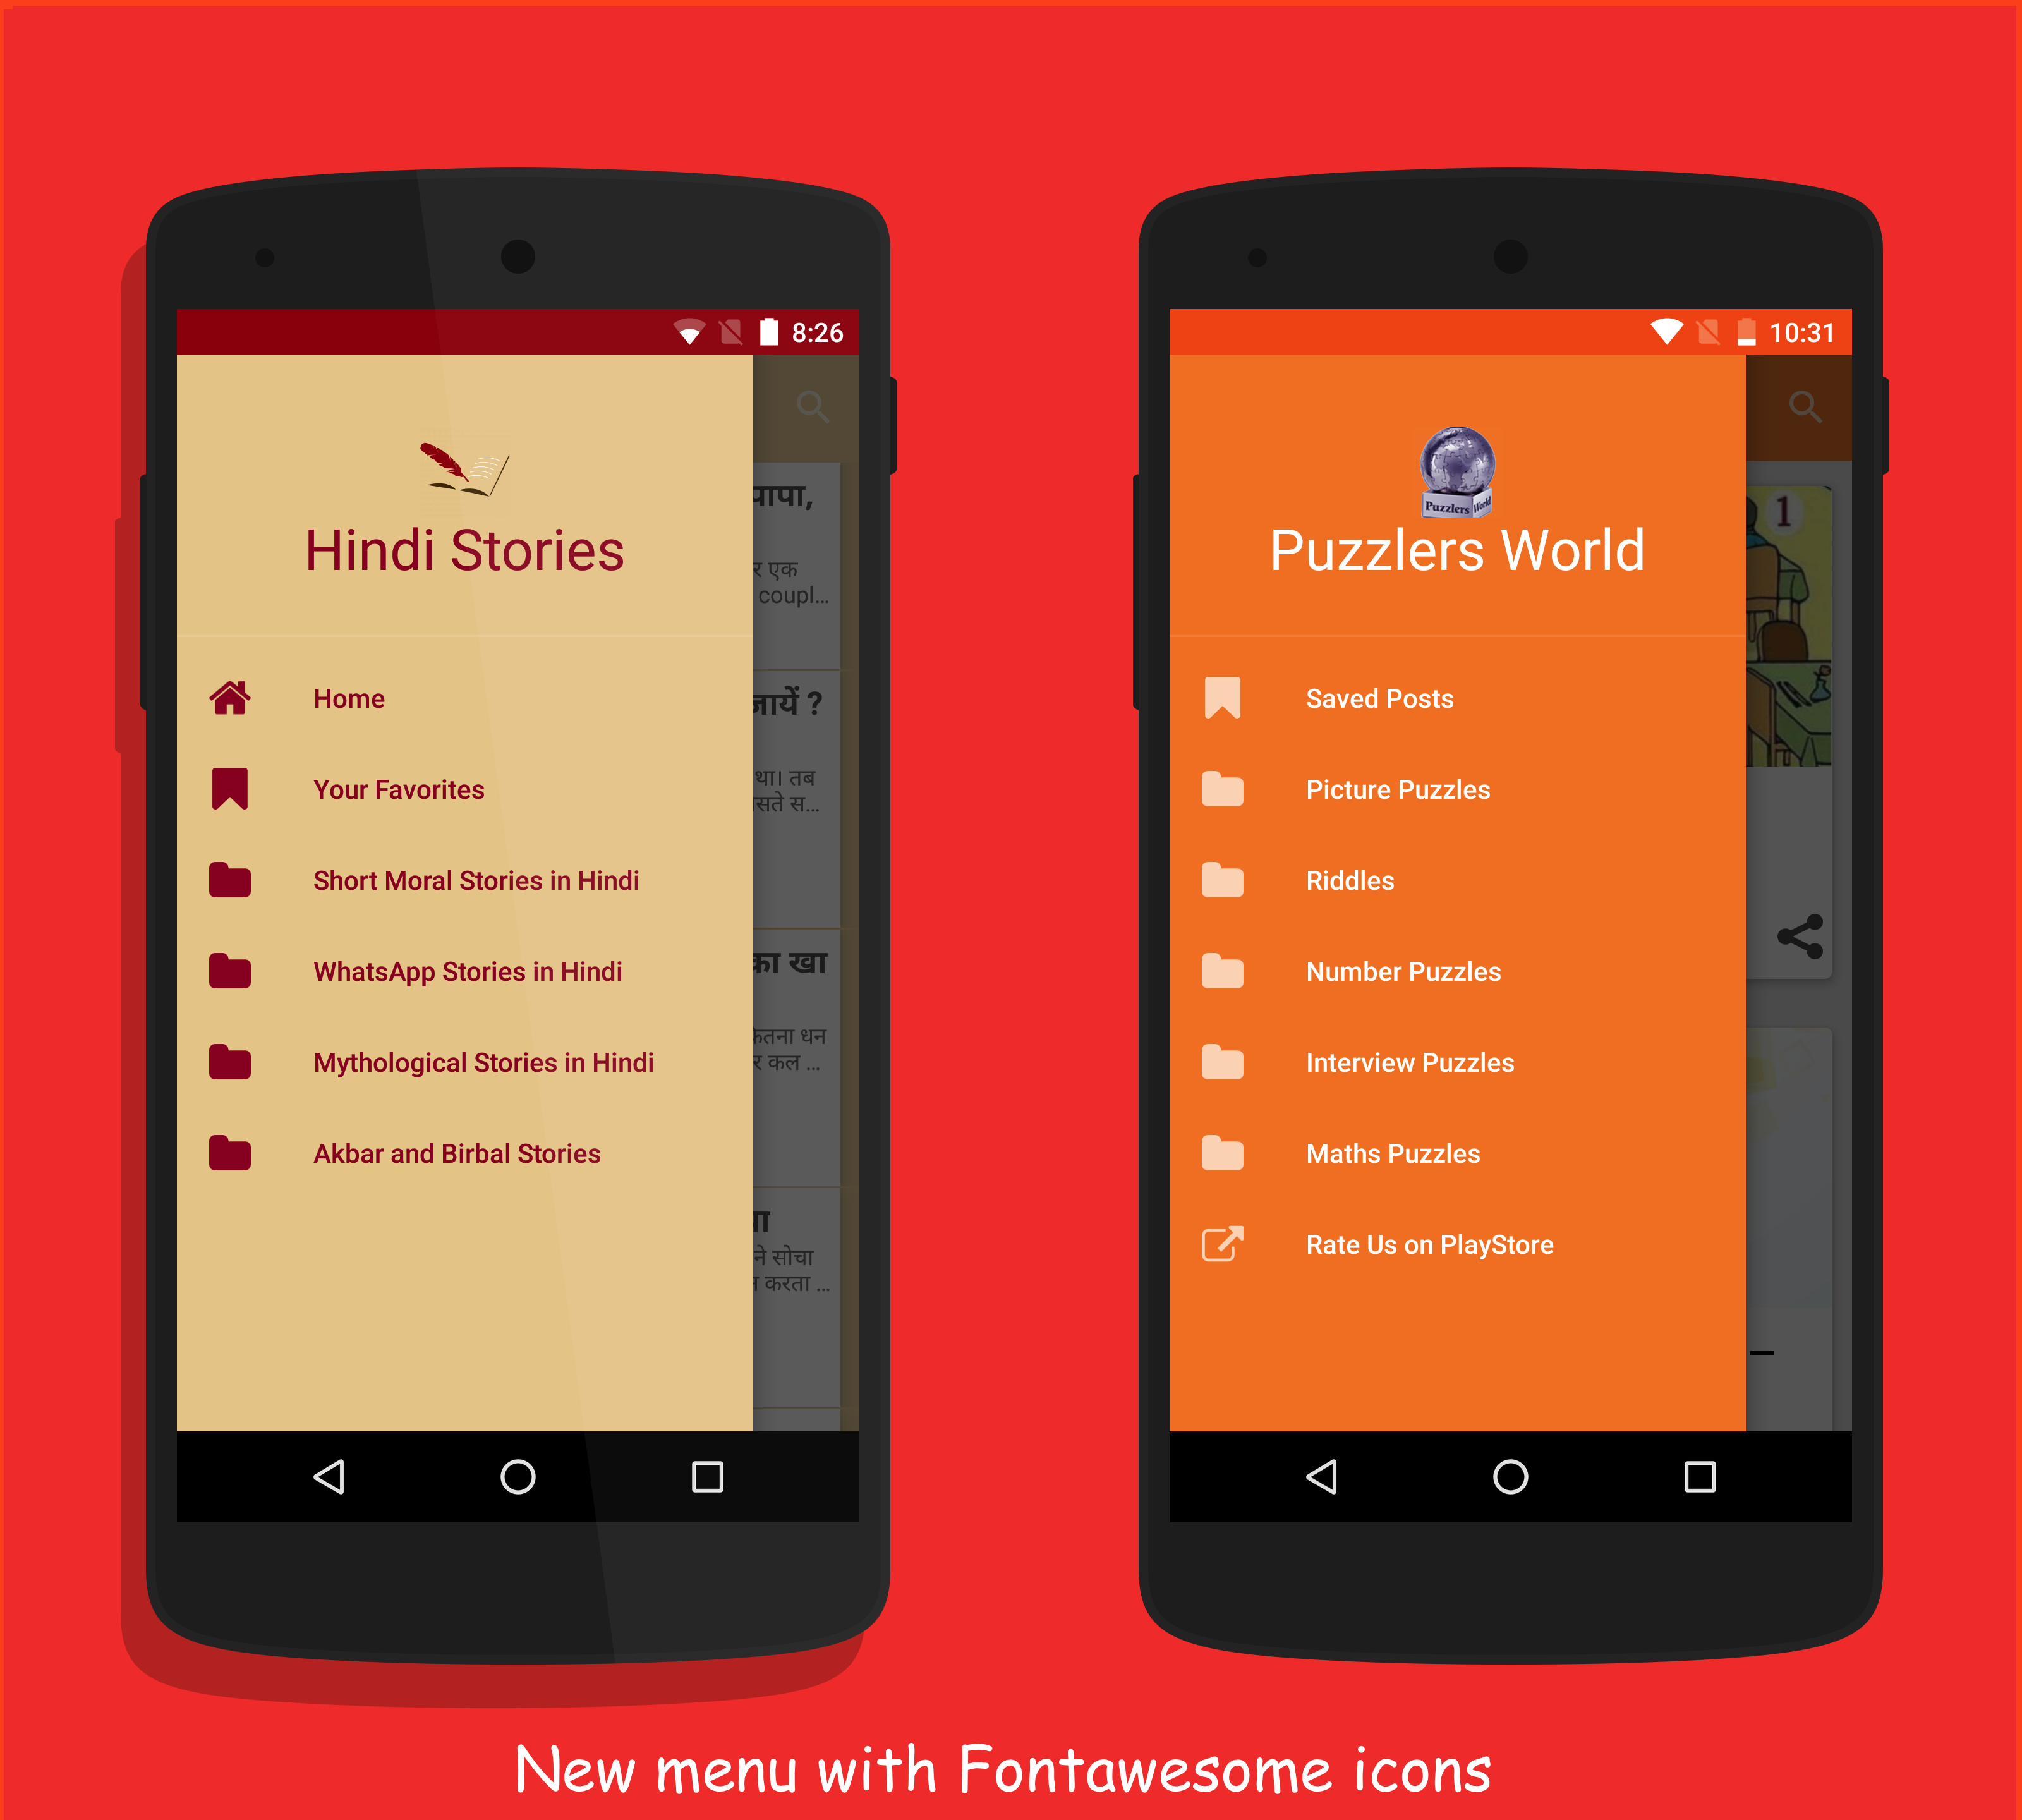 8:26
Hindi Stories
Home
Your Favorites
Short Moral Stories in Hindi
WhatsApp Stories in Hindi
Mythological Stories in Hindi
Akbar and Birbal Stories
एक
coupl...
?
था। तब
स...
खा
धन
कल ...
सोचा
करता ...
10:31
Puzzlers World
Puzzlers World
1
Saved Posts
Picture Puzzles
Riddles
Number Puzzles
Interview Puzzles
Maths Puzzles
Rate Us on PlayStore
New menu with Fontawesome icons